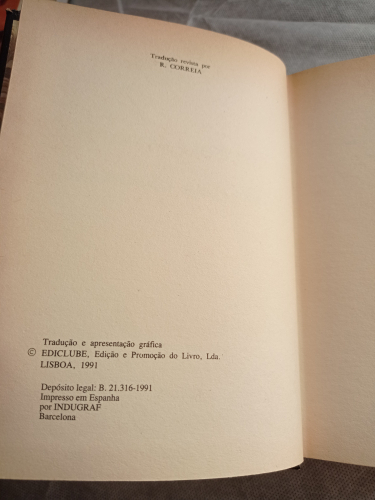 Tradução revista por
R. CORREIA
Tradução e apresentação gráfica
© EDICLUBE, Edição e Promoção do Livro, Lda.
LISBOA, 1991
Depósito legal: B. 21.316-1991
Impresso em Espanha
por INDUGRAF
Barcelona